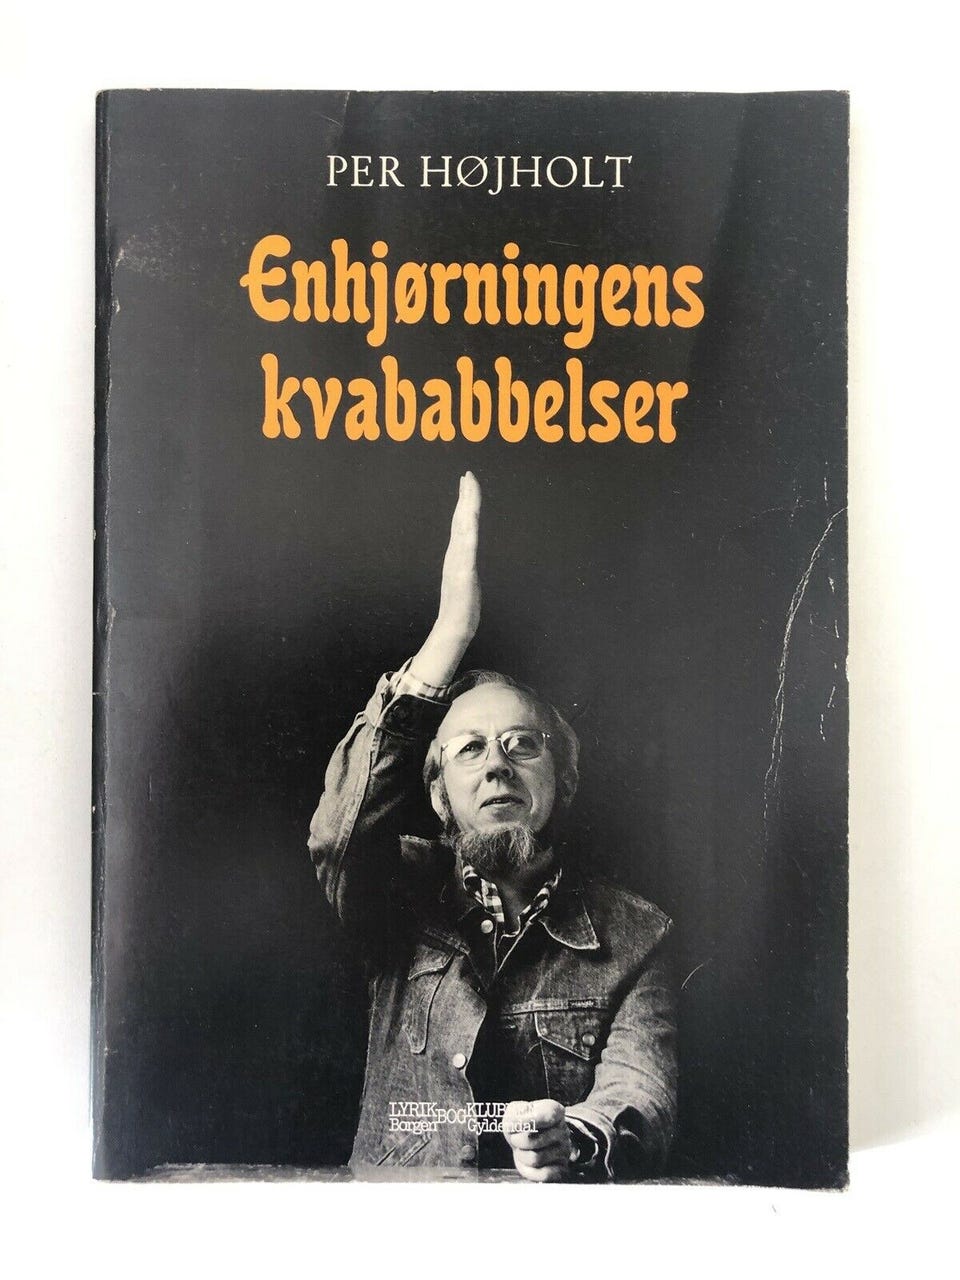 PER HØJHOLT
Enhjørningens
kvababbelser
LYRIKBOGKLUBBEN
Borgen Gyldendal